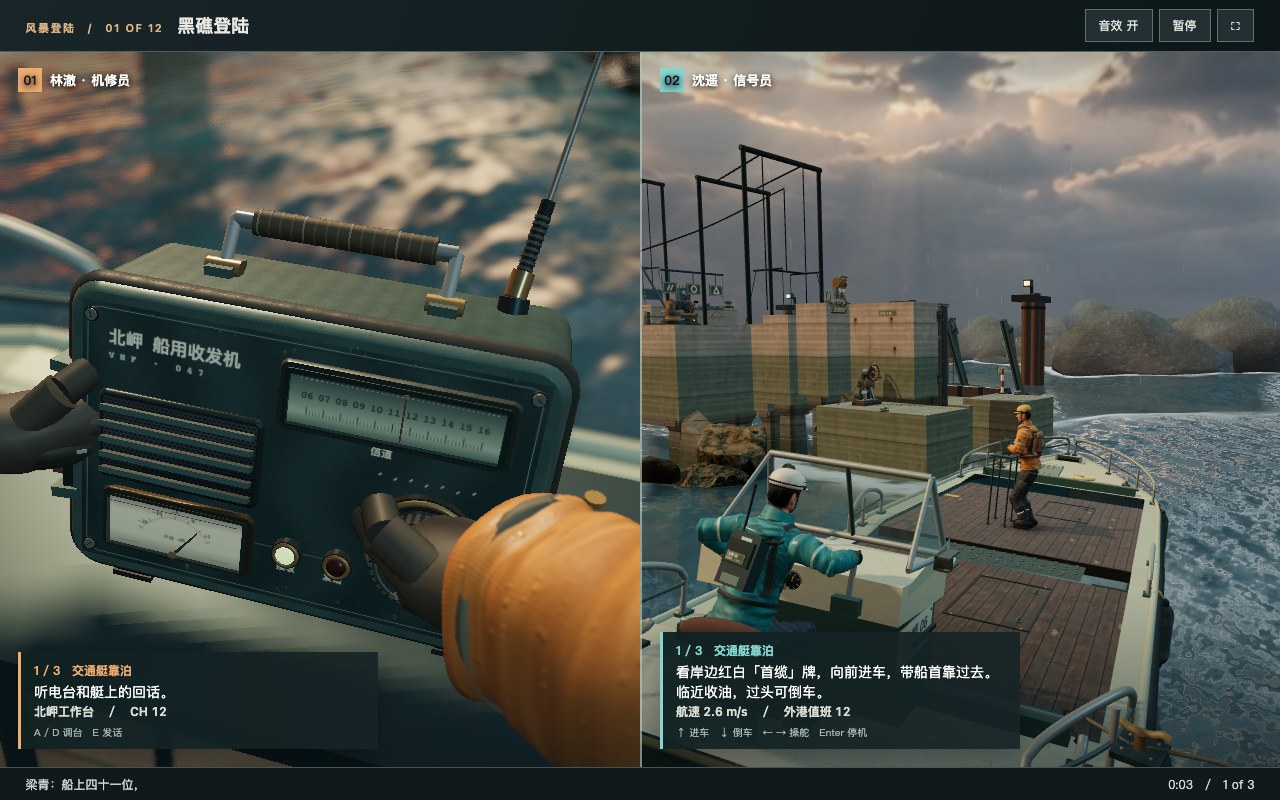 风暴登陆 / 01 OF 12 黑礁登陆
音效 开 暂停
01 林澈 · 机修员
02 沈遥 · 信号员
北岬 船用收发机
VHF · 047
06 07 08 09 10 11 12 13 14 15 16
信道
1 / 3 交通艇靠泊
听电台和艇上的回话。
北岬工作台 / CH 12
A / D 调台 E 发话
1 / 3 交通艇靠泊
看岸边红白「首缆」牌，向前进车，带船首靠过去。
临近收油，过头可倒车。
航速 2.6 m/s / 外港值班 12
↑ 进车 ↓ 倒车 ←→ 操舵 Enter 停机
梁青：船上四十一位，
0:03 / 1 of 3